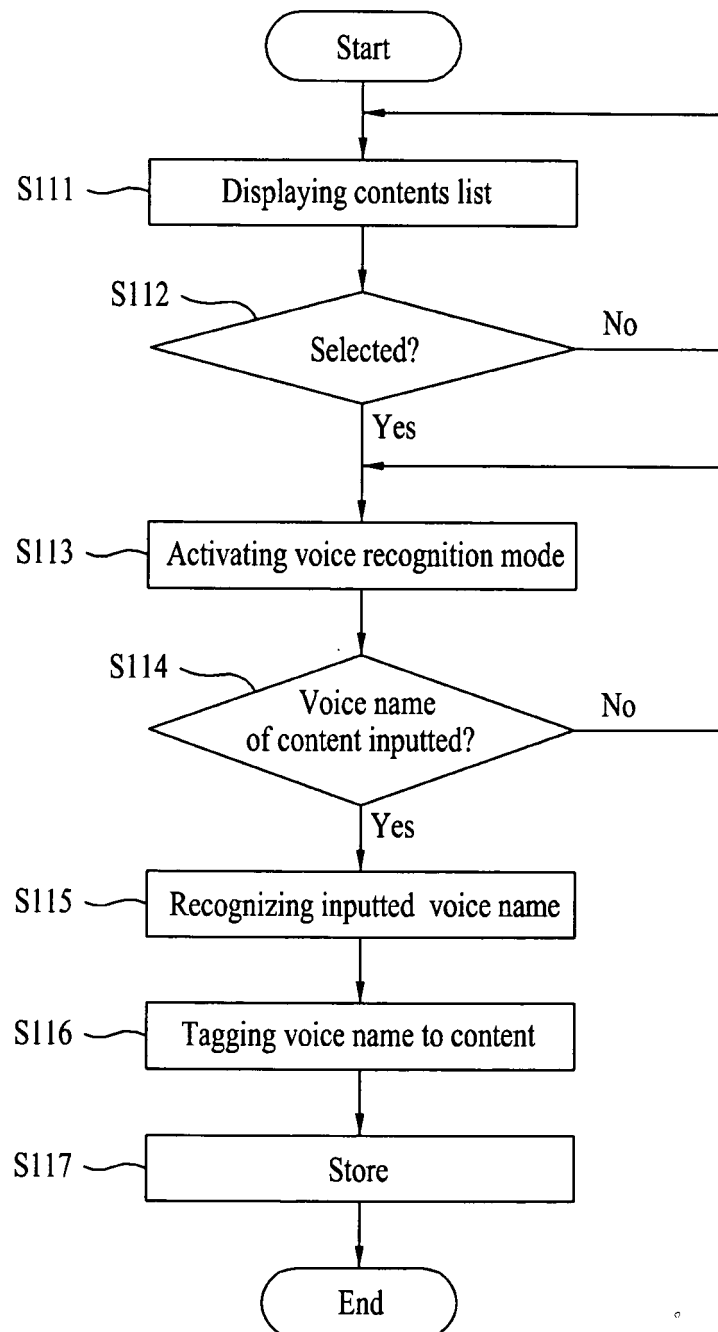 Start
S111
Displaying contents list
S112
Selected?
No
Yes
S113
Activating voice recognition mode
S114
Voice name
of content inputted?
No
Yes
S115
Recognizing inputted voice name
S116
Tagging voice name to content
S117
Store
End